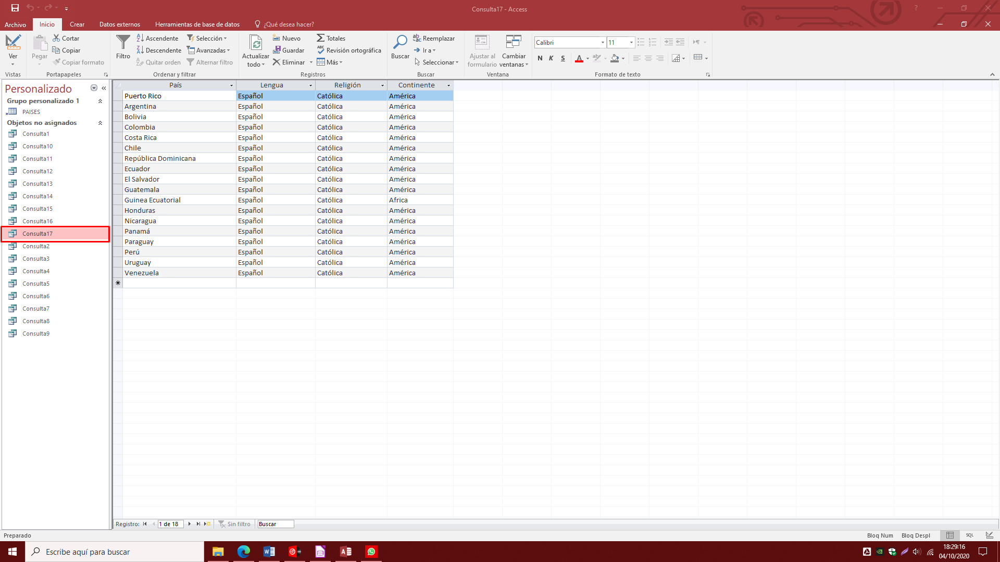 Consulta17 - Access
Archivo Inicio Crear Datos externos Herramientas de base de datos ¿Qué desea hacer?
Ver
Vistas
Pegar
Cortar
Copiar
Copiar formato
Portapapeles
Filtro
Ascendente
Descendente
Quitar orden
Selección
Avanzadas
Alternar filtro
Ordenar y filtrar
Actualizar
todo
Nuevo
Guardar
Eliminar
Totales
Revisión ortográfica
Más
Registros
Buscar
Reemplazar
Ir a
Seleccionar
Buscar
Ajustar al
formulario
Cambiar
ventanas
Ventana
Calibri 11
N K S
Formato de texto
Personalizado
Grupo personalizado 1
PAISES
Objetos no asignados
Consulta1
Consulta10
Consulta11
Consulta12
Consulta13
Consulta14
Consulta15
Consulta16
Consulta17
Consulta2
Consulta3
Consulta4
Consulta5
Consulta6
Consulta7
Consulta8
Consulta9
País Lengua Religión Continente
Puerto Rico Español Católica América
Argentina Español Católica América
Bolivia Español Católica América
Colombia Español Católica América
Costa Rica Español Católica América
Chile Español Católica América
República Dominicana Español Católica América
Ecuador Español Católica América
El Salvador Español Católica América
Guatemala Español Católica América
Guinea Ecuatorial Español Católica Africa
Honduras Español Católica América
Nicaragua Español Católica América
Panamá Español Católica América
Paraguay Español Católica América
Perú Español Católica América
Uruguay Español Católica América
Venezuela Español Católica América
Registro: 1 de 18 Sin filtro Buscar
Preparado Bloq Num Bloq Despl SQL
Escribe aquí para buscar
18:29:16
04/10/2020